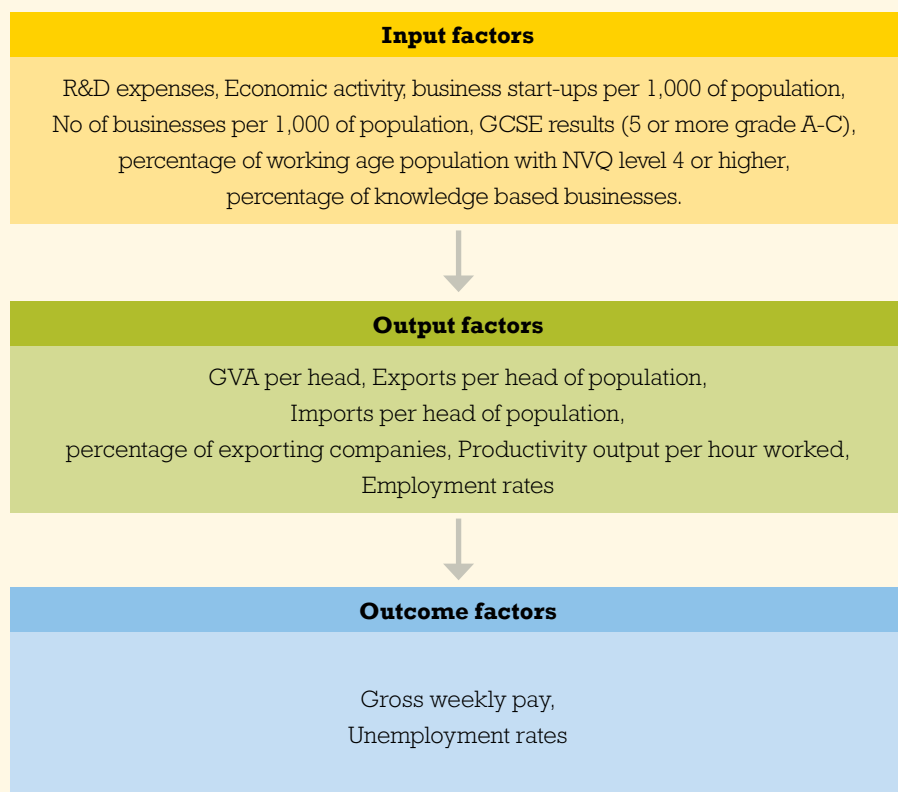 Input factors
R&D expenses, Economic activity, business start-ups per 1,000 of population,
No of businesses per 1,000 of population, GCSE results (5 or more grade A-C),
percentage of working age population with NVQ level 4 or higher,
percentage of knowledge based businesses.
Output factors
GVA per head, Exports per head of population,
Imports per head of population,
percentage of exporting companies, Productivity output per hour worked,
Employment rates
Outcome factors
Gross weekly pay,
Unemployment rates